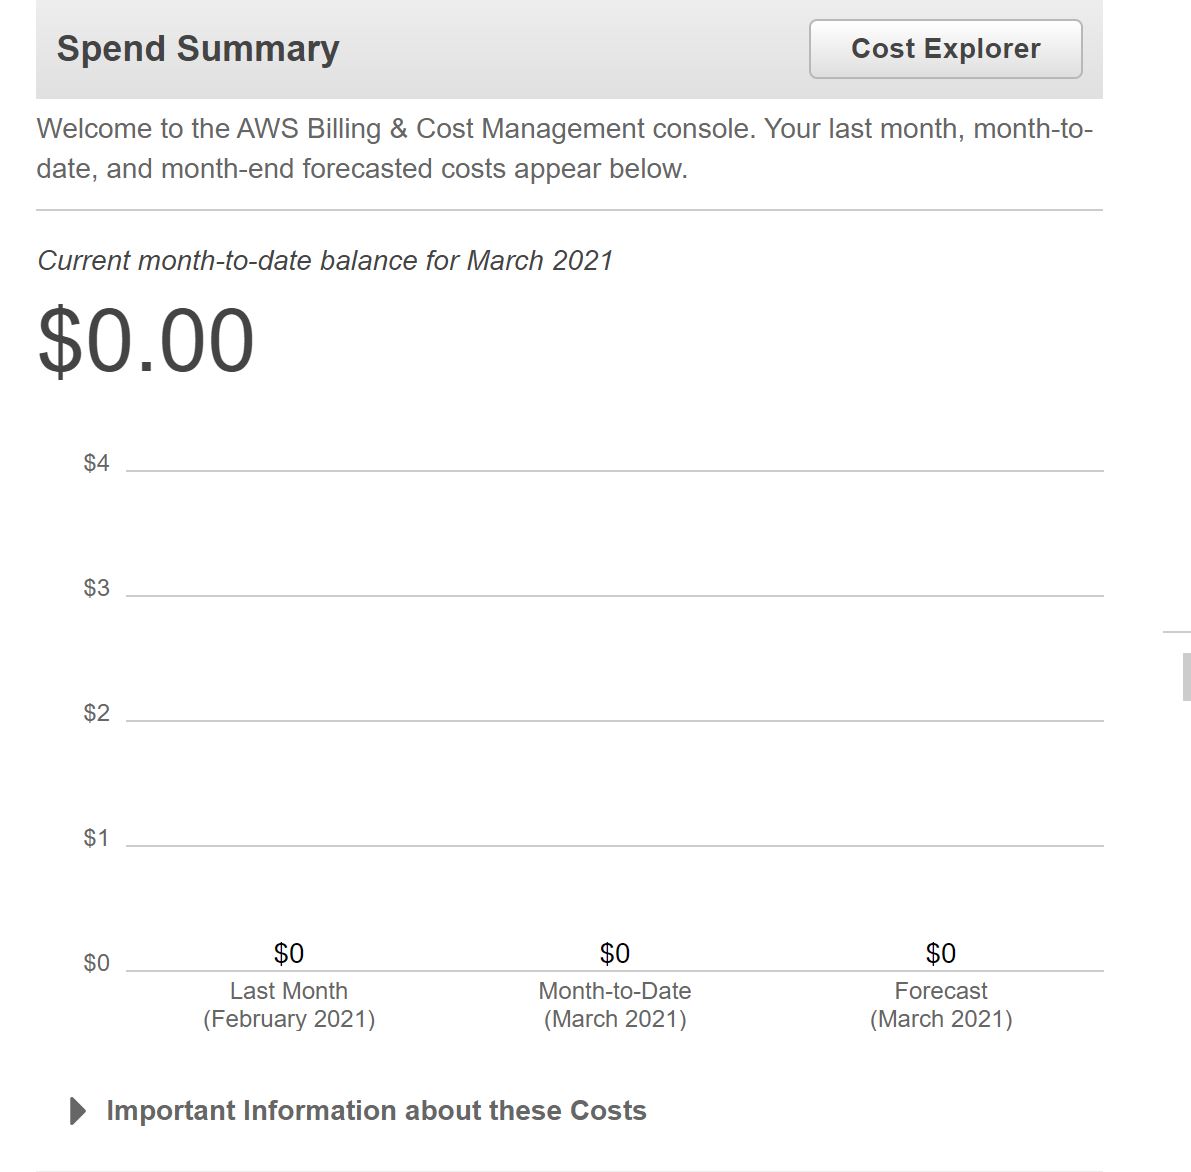 Spend Summary
Cost Explorer
Welcome to the AWS Billing & Cost Management console. Your last month, month-to-
date, and month-end forecasted costs appear below.
Current month-to-date balance for March 2021
$0.00
$4
$3
$2
$1
$0
$0
$0
$0
Last Month
(February 2021)
Month-to-Date
(March 2021)
Forecast
(March 2021)
Important Information about these Costs